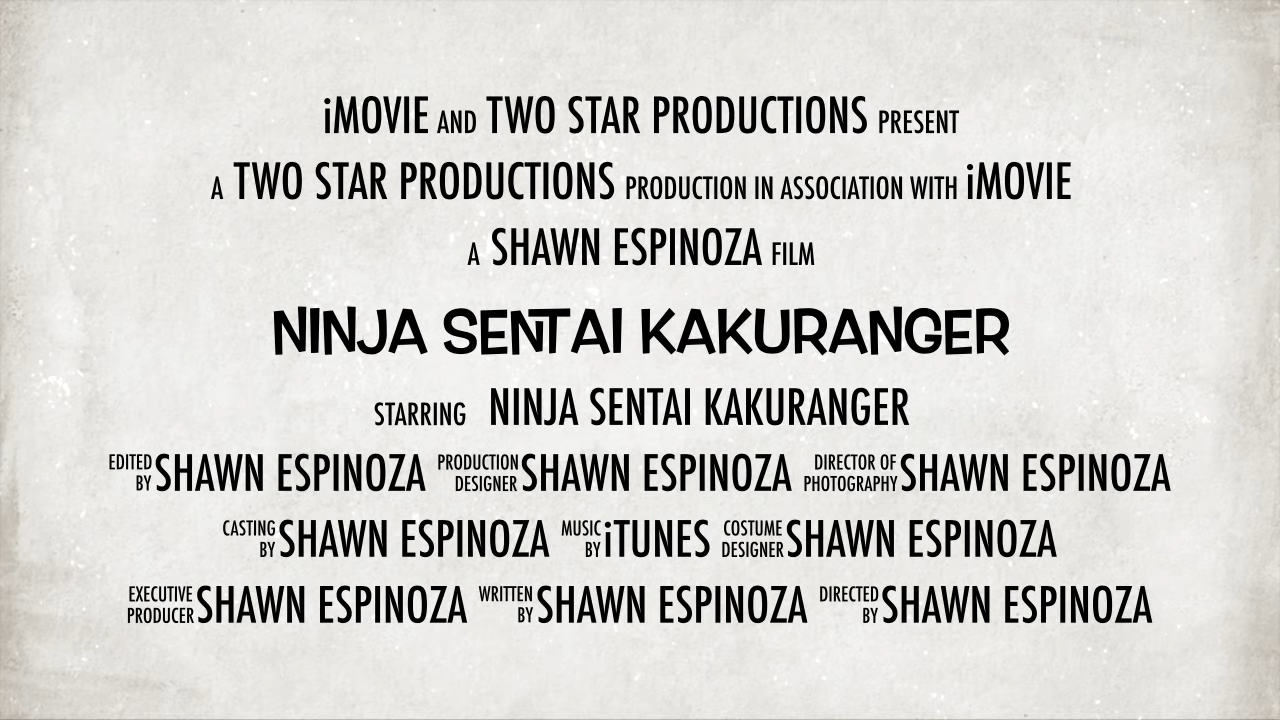 iMOVIE AND TWO STAR PRODUCTIONS PRESENT
A TWO STAR PRODUCTIONS PRODUCTION IN ASSOCIATION WITH iMOVIE
A SHAWN ESPINOZA FILM
NINJA SENTAI KAKURANGER
STARRING NINJA SENTAI KAKURANGER
EDITED BY SHAWN ESPINOZA PRODUCTION DESIGNER SHAWN ESPINOZA DIRECTOR OF PHOTOGRAPHY SHAWN ESPINOZA
CASTING BY SHAWN ESPINOZA MUSIC BY iTUNES COSTUME DESIGNER SHAWN ESPINOZA
EXECUTIVE PRODUCER SHAWN ESPINOZA WRITTEN BY SHAWN ESPINOZA DIRECTED BY SHAWN ESPINOZA